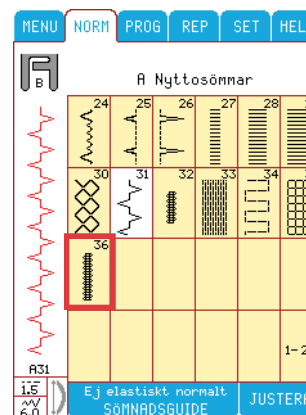 MENU NORM PROG REP SET HEL
B
A Nyttosömmar
24 25 26 27 28
30 31 32 33 34
36
1-2
A31
1.5
6.0
Ej elastiskt normalt
SÖMNADSGUIDE
JUSTER